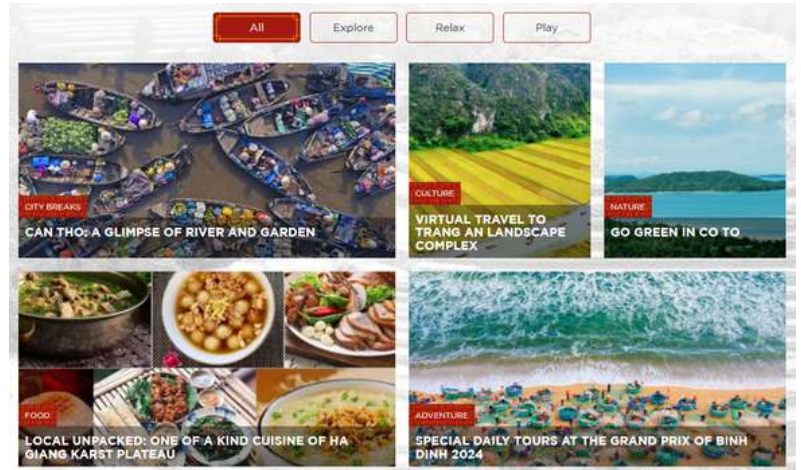 All
Explore
Relax
Play
CITY BREAKS
CAN THO: A GLIMPSE OF RIVER AND GARDEN
CULTURE
VIRTUAL TRAVEL TO
TRANG AN LANDSCAPE
COMPLEX
NATURE
GO GREEN IN CO TO
FOOD
LOCAL UNPACKED: ONE OF A KIND CUISINE OF HA
GIANG KARST PLATEAU
ADVENTURE
SPECIAL DAILY TOURS AT THE GRAND PRIX OF BINH
DINH 2024